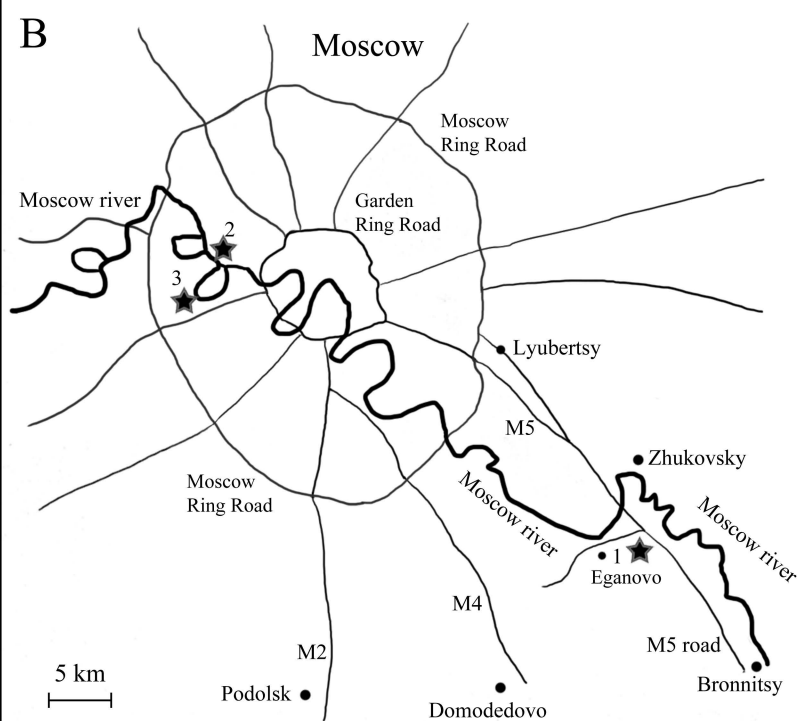 B
Moscow
Moscow
Ring Road
Moscow river
Garden
Ring Road
2
3
Lyubertsy
M5
Zhukovsky
Moscow
Ring Road
Moscow river
Moscow river
1
Eganovo
M4
M5 road
M2
5 km
Bronnitsy
Podolsk
Domodedovo